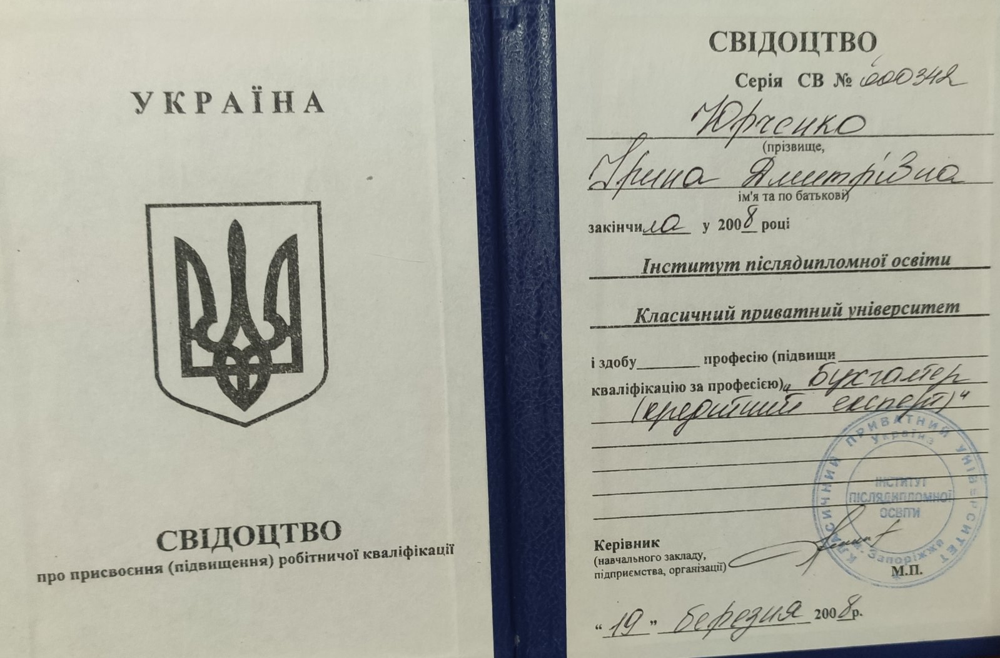 УКРАЇНА
СВІДОЦТВО
про присвоєння (підвищення) робітничої кваліфікації
СВІДОЦТВО
Серія СВ № 000342
Юрченко
(прізвище,
Ірина Дмитрівна
ім'я та по батькові)
закінчила у 2008 році
Інститут післядипломної освіти
Класичний приватний університет
і здобу________ професію (підвищи
кваліфікацію за професією) „Бухгалтер
(кредитний експерт)“
КЛАСИЧНИЙ ПРИВАТНИЙ УНІВЕРСИТЕТ
Україна
ІНСТИТУТ
ПІСЛЯДИПЛОМНОЇ
ОСВІТИ
м. Запоріжжя
Керівник
(навчального закладу,
підприємства, організації)
М.П.
“19” березня 2008р.